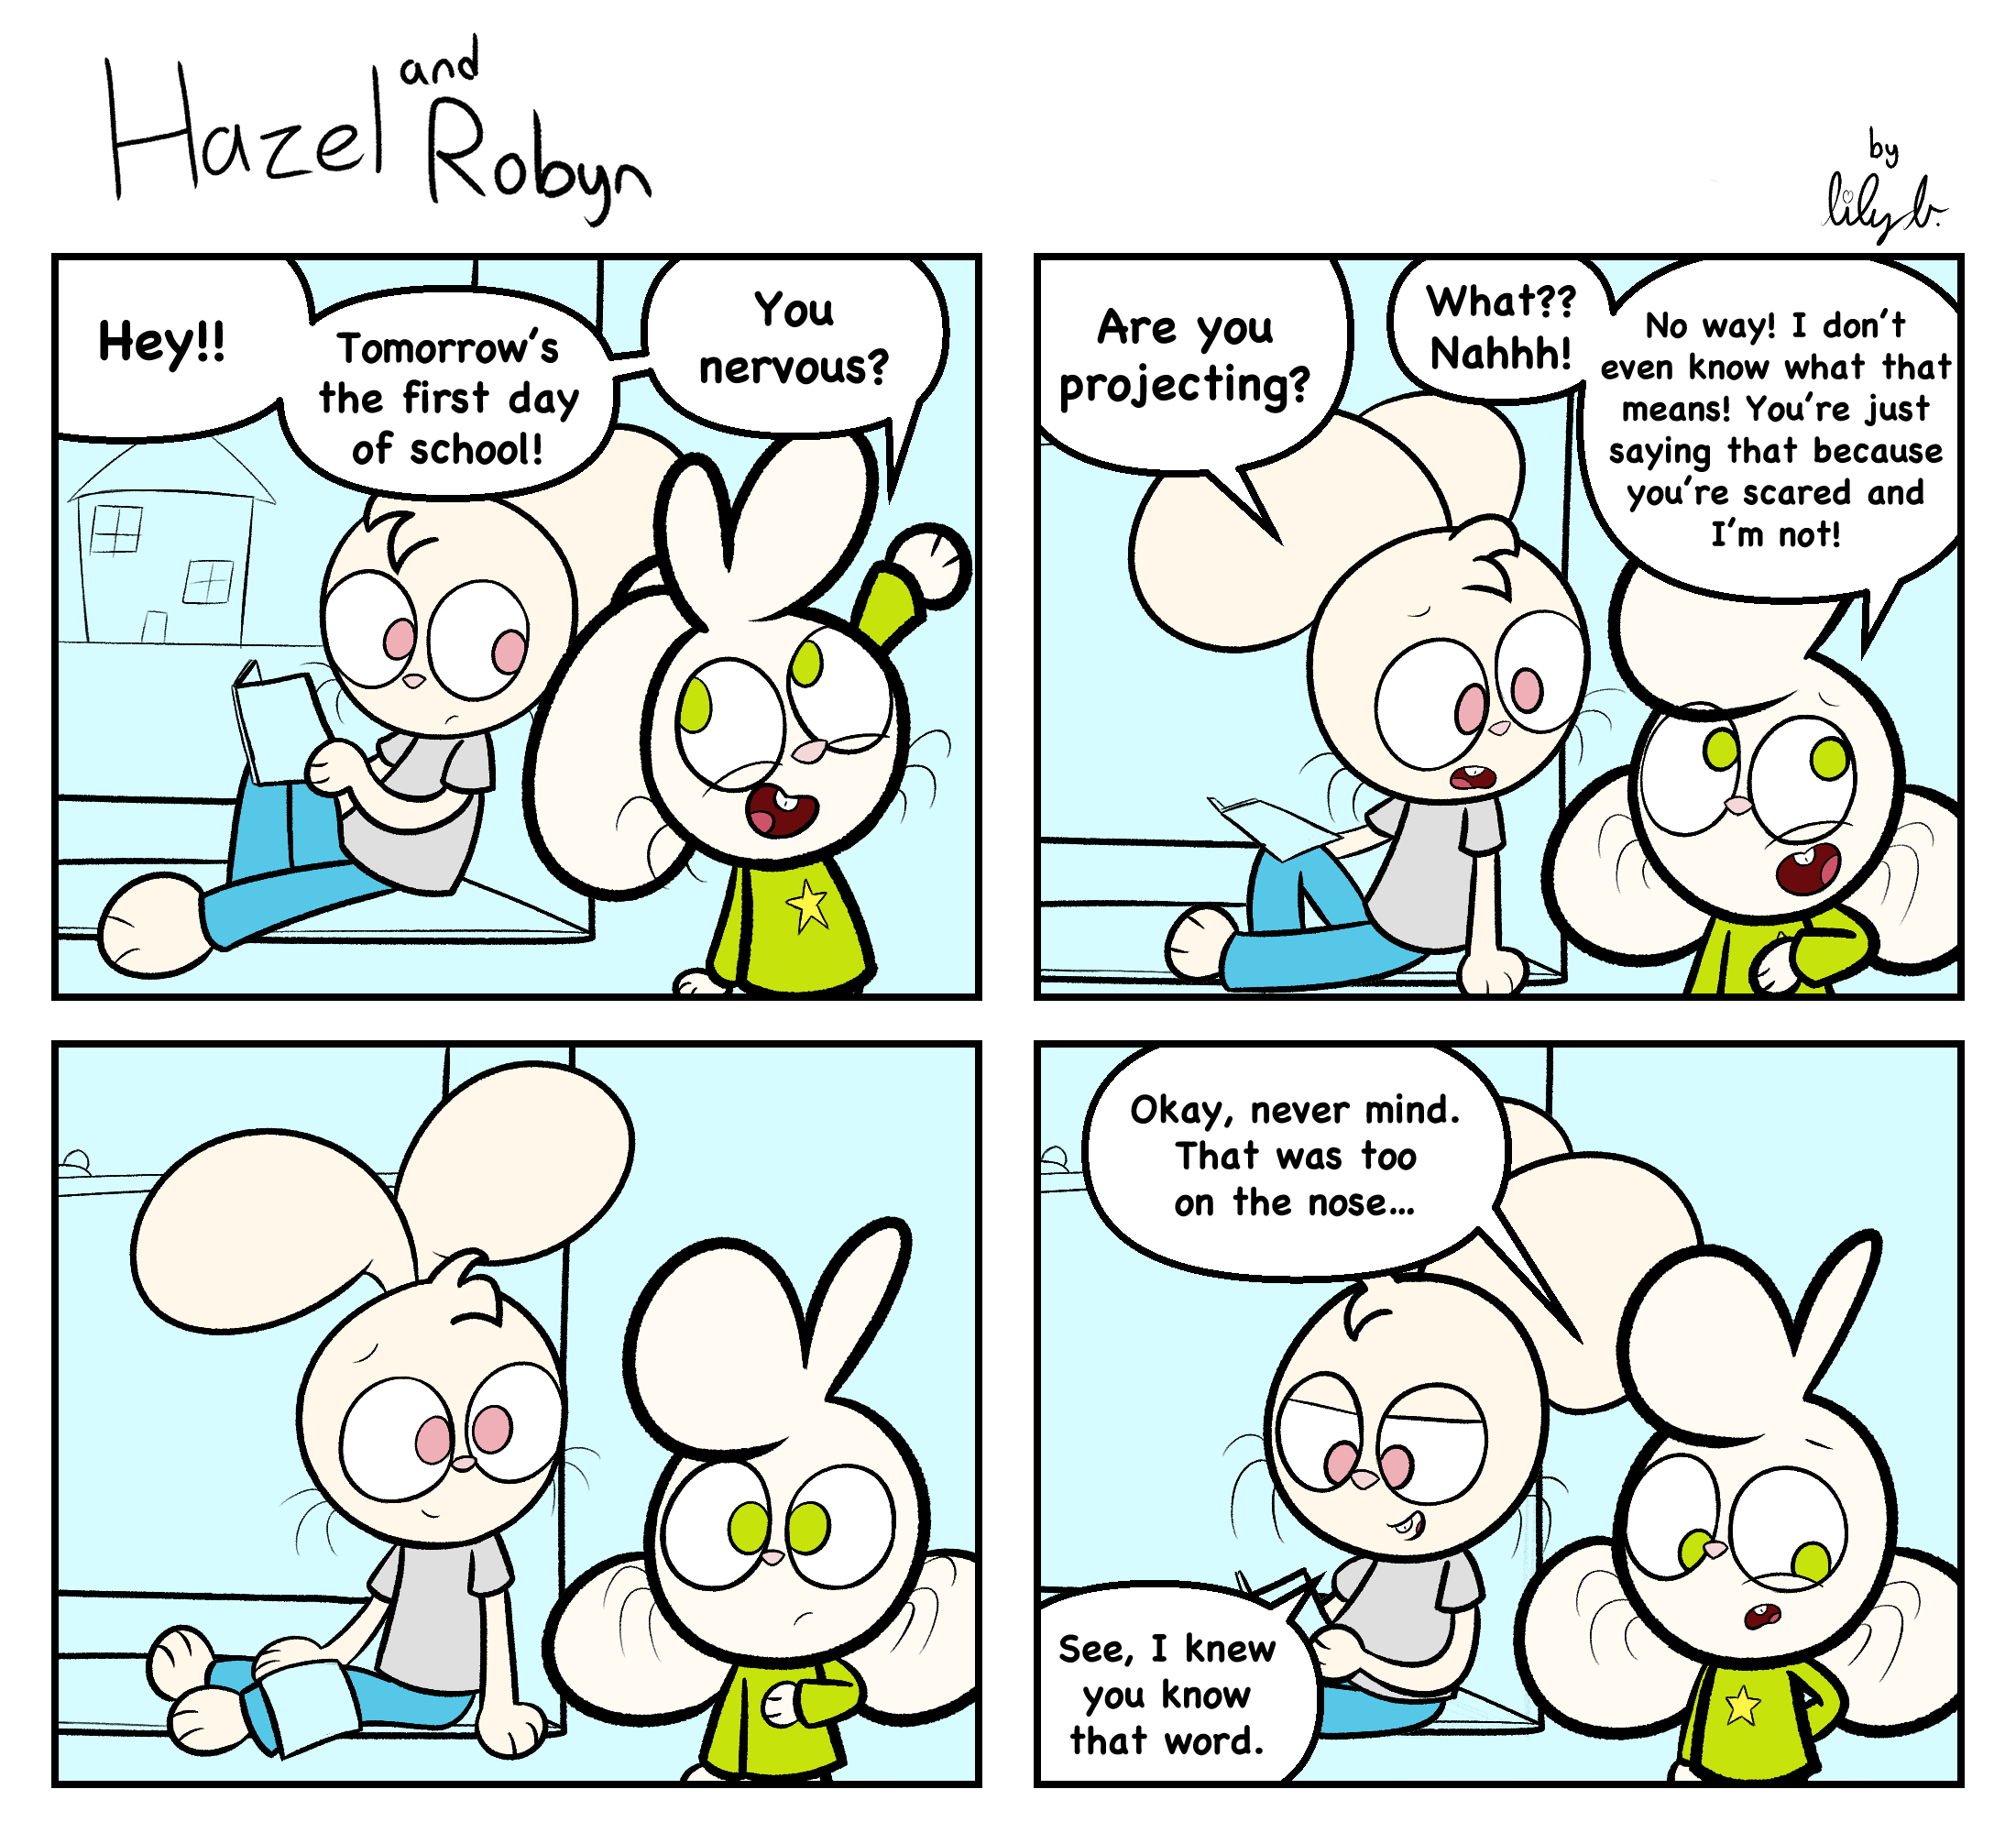 Hazel and Robyn
by
lily b.
Hey!!
Tomorrow's
the first day
of school!
You
nervous?
Are you
projecting?
What??
Nahhh!
No way! I don't
even know what that
means! You're just
saying that because
you're scared and
I'm not!
Okay, never mind.
That was too
on the nose...
See, I knew
you know
that word.